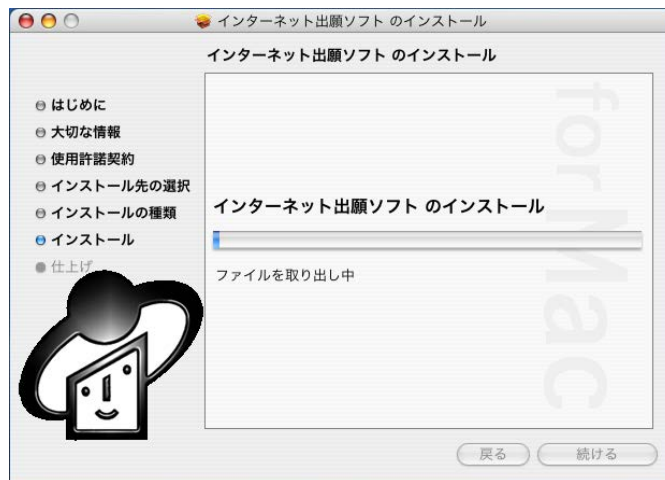 インターネット出願ソフト のインストール
インターネット出願ソフト のインストール
はじめに
大切な情報
使用許諾契約
インストール先の選択
インストールの種類
インストール
仕上げ
インターネット出願ソフト のインストール
ファイルを取り出し中
for Mac
戻る
続ける